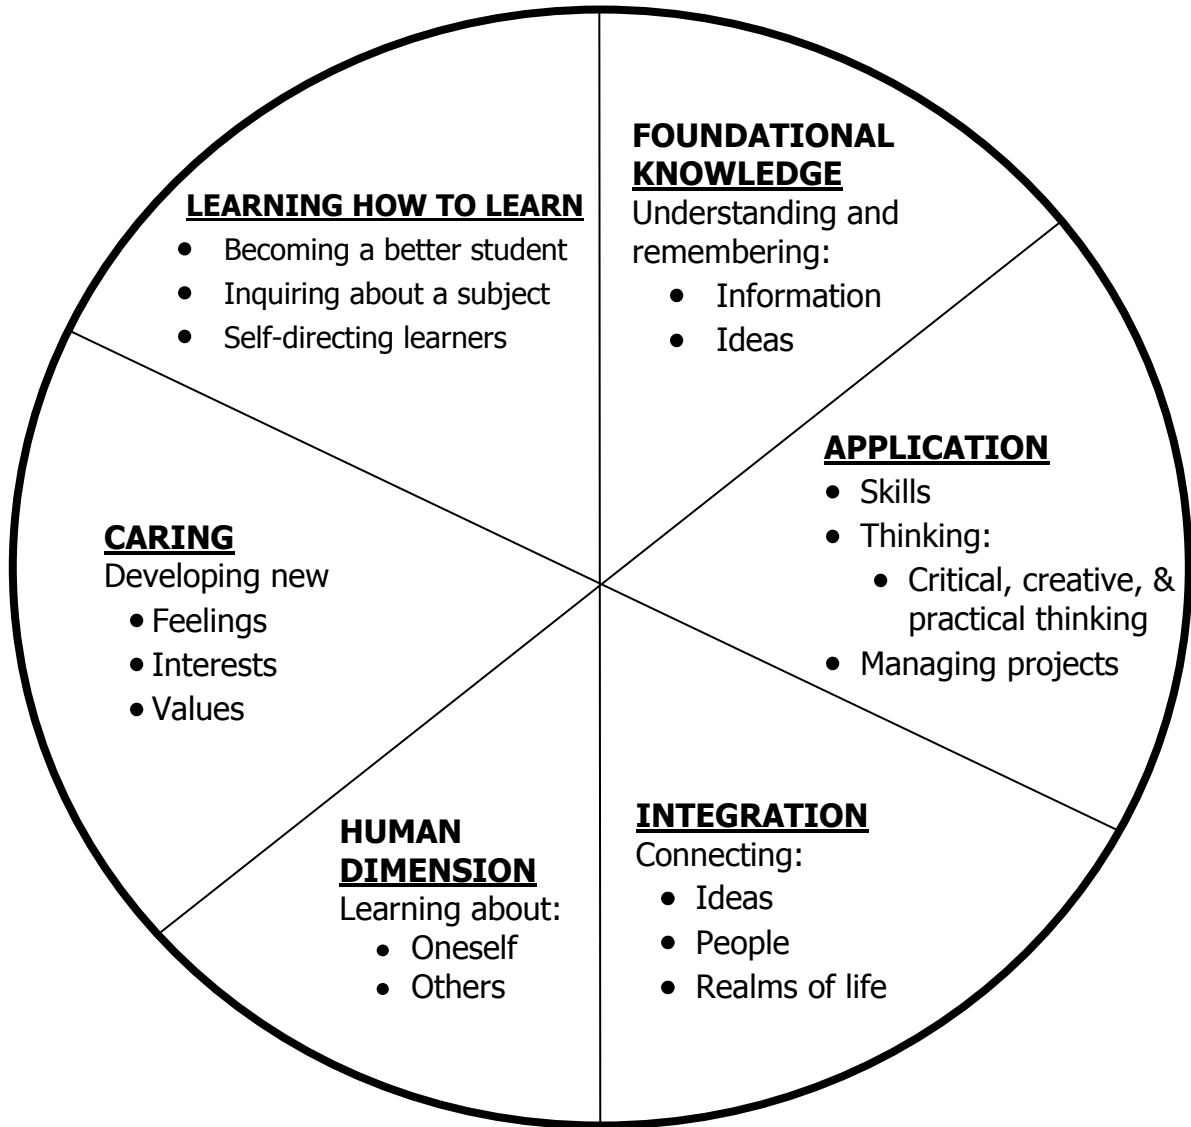 FOUNDATIONAL
KNOWLEDGE
Understanding and
remembering:
• Information
• Ideas
APPLICATION
• Skills
• Thinking:
• Critical, creative, &
practical thinking
• Managing projects
INTEGRATION
Connecting:
• Ideas
• People
• Realms of life
HUMAN
DIMENSION
Learning about:
• Oneself
• Others
CARING
Developing new
• Feelings
• Interests
• Values
LEARNING HOW TO LEARN
• Becoming a better student
• Inquiring about a subject
• Self-directing learners